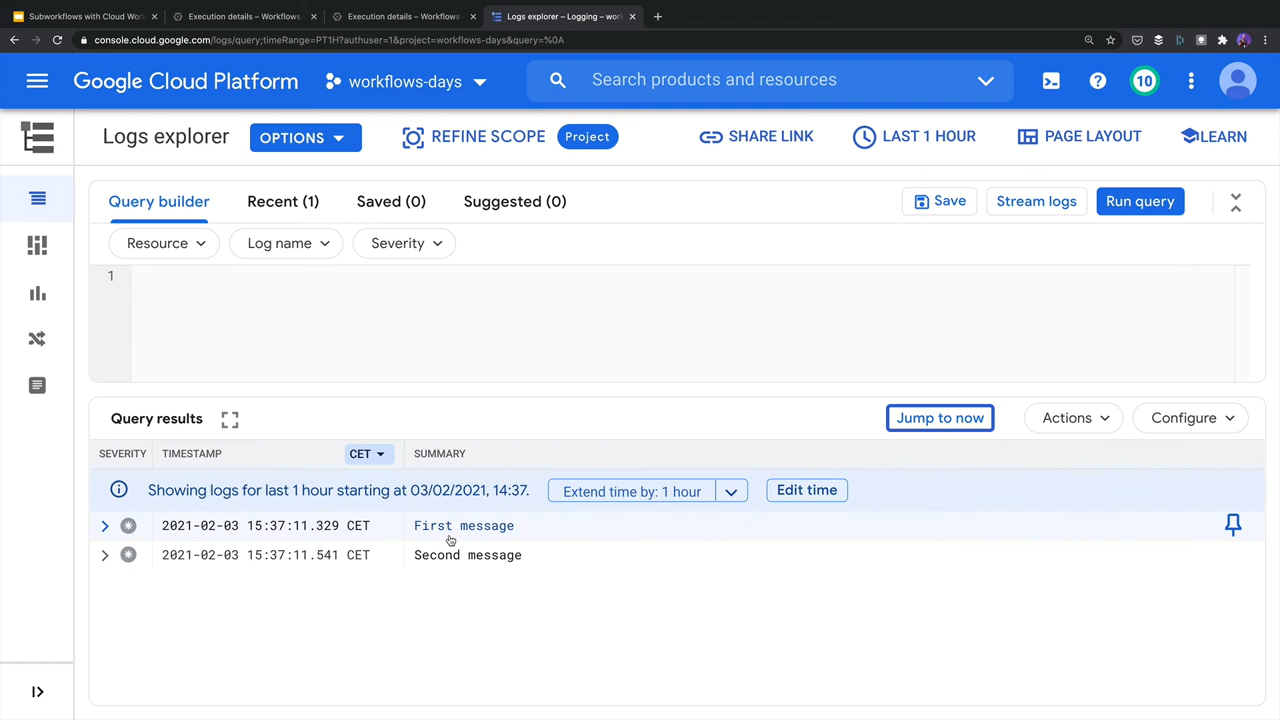 Subworkflows with Cloud Wor
Execution details – Workflows
Execution details – Workflows
Logs explorer – Logging – work
console.cloud.google.com/logs/query;timeRange=PT1H?authuser=1&project=workflows-days&query=%0A
Google Cloud Platform
workflows-days
Search products and resources
10
Logs explorer
OPTIONS
REFINE SCOPE
Project
SHARE LINK
LAST 1 HOUR
PAGE LAYOUT
LEARN
Query builder
Recent (1)
Saved (0)
Suggested (0)
Save
Stream logs
Run query
Resource
Log name
Severity
1
Query results
Jump to now
Actions
Configure
SEVERITY
TIMESTAMP
CET
SUMMARY
Showing logs for last 1 hour starting at 03/02/2021, 14:37.
Extend time by: 1 hour
Edit time
2021-02-03 15:37:11.329 CET
First message
2021-02-03 15:37:11.541 CET
Second message